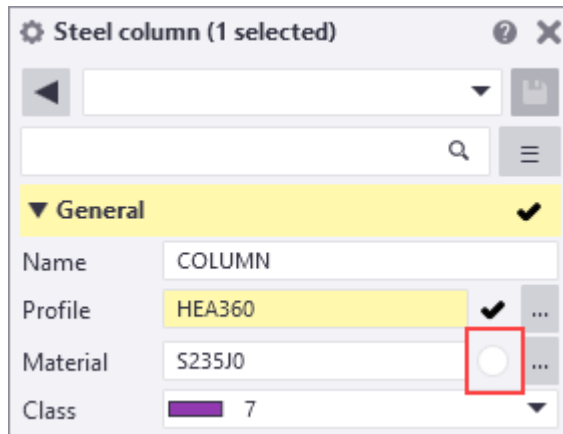 Steel column (1 selected)
General
Name COLUMN
Profile HEA360 ...
Material S235J0 ...
Class 7